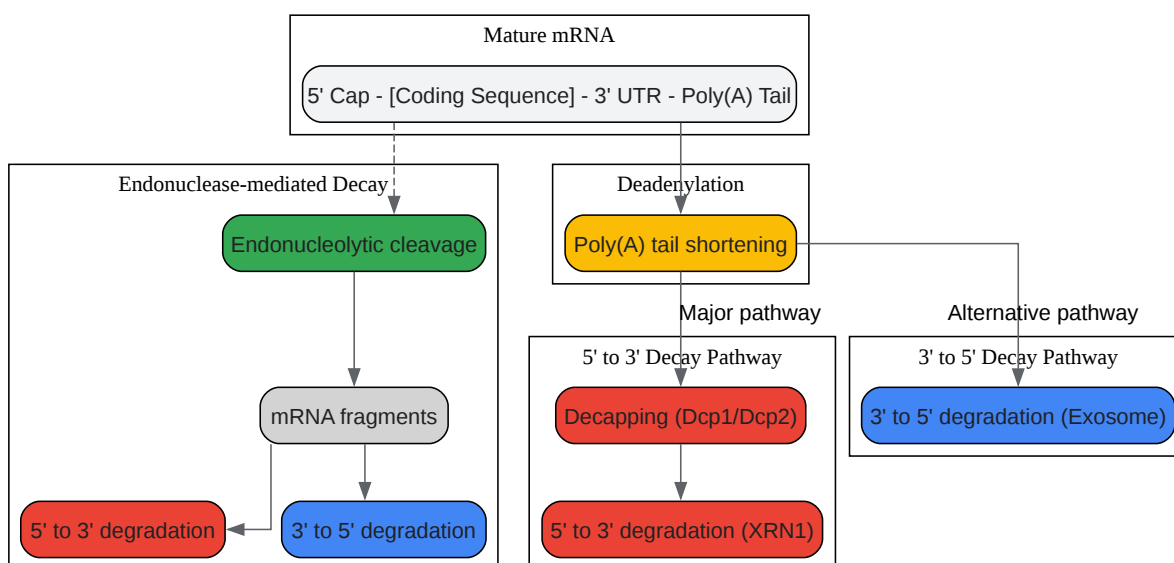 Mature mRNA
5' Cap - [Coding Sequence] - 3' UTR - Poly(A) Tail
Endonuclease-mediated Decay
Endonucleolytic cleavage
mRNA fragments
5' to 3' degradation
3' to 5' degradation
Deadenylation
Poly(A) tail shortening
Major pathway
Alternative pathway
5' to 3' Decay Pathway
Decapping (Dcp1/Dcp2)
5' to 3' degradation (XRN1)
3' to 5' Decay Pathway
3' to 5' degradation (Exosome)